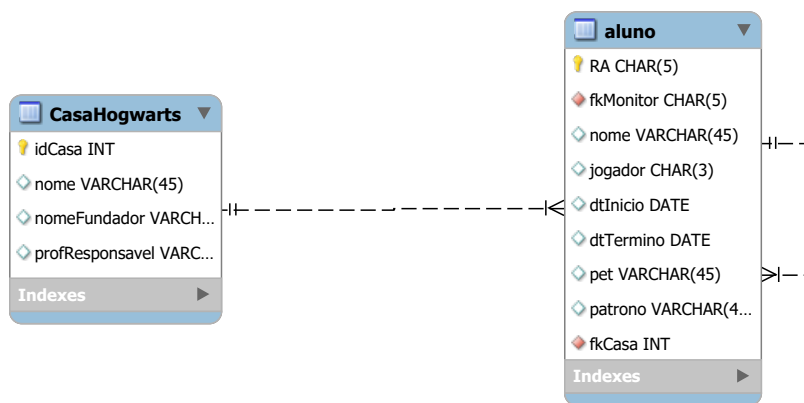 CasaHogwarts
idCasa INT
nome VARCHAR(45)
nomeFundador VARCH...
profResponsavel VARC...
Indexes
aluno
RA CHAR(5)
fkMonitor CHAR(5)
nome VARCHAR(45)
jogador CHAR(3)
dtInicio DATE
dtTermino DATE
pet VARCHAR(45)
patrono VARCHAR(4...
fkCasa INT
Indexes